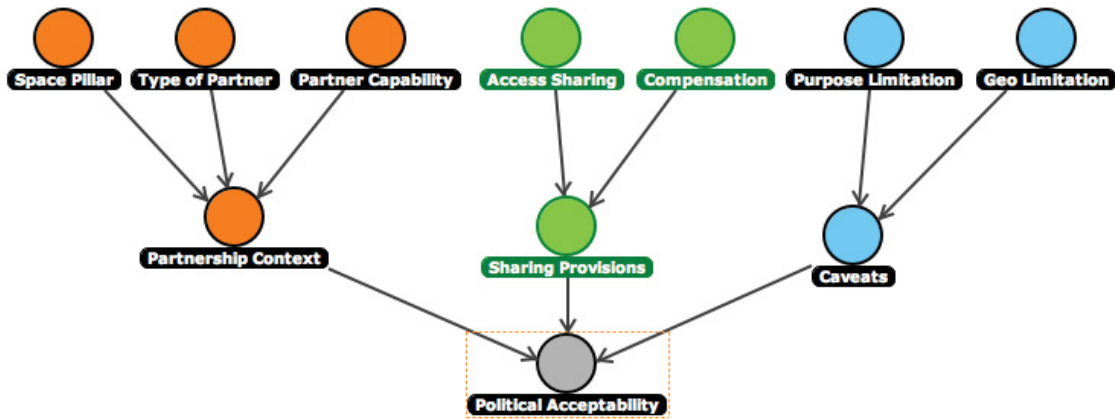 Space Pillar
Type of Partner
Partner Capability
Access Sharing
Compensation
Purpose Limitation
Geo Limitation
Partnership Context
Sharing Provisions
Caveats
Political Acceptability